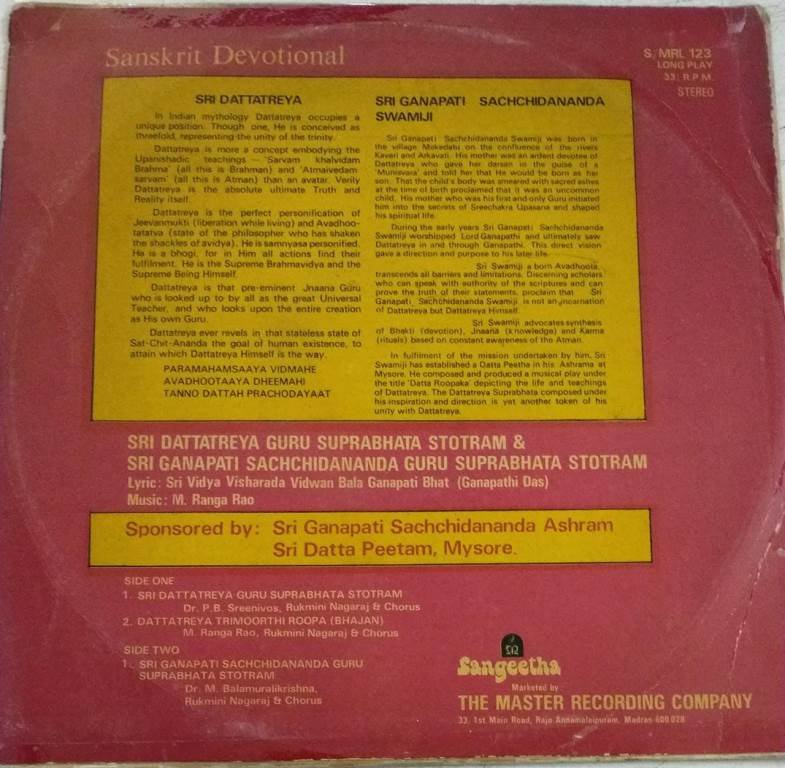 Sanskrit Devotional
S/MRL 123
LONG PLAY
33⅓ R.P.M.
STEREO
SRI DATTATREYA
In Indian mythology Dattatreya occupies a
unique position. Though one, He is conceived as
threefold, representing the unity of the trinity.
Dattatreya is more a concept embodying the
Upanishadic teachings — 'Sarvam khalvidam
Brahma' (all this is Brahman) and 'Atmaivedam
sarvam' (all this is Atman) than an avatar. Verily
Dattatreya is the absolute ultimate Truth and
Reality itself.
Dattatreya is the perfect personification of
Jeevanmukti (liberation while living) and Avadhoo-
tatatva (state of the philosopher who has shaken
the shackles of avidya). He is samnyasa personified.
He is a bhogi, for in Him all actions find their
fulfilment. He is the Supreme Brahmavidya and the
Supreme Being Himself.
Dattatreya is that pre-eminent Jnaana Guru
who is looked up to by all as the great Universal
Teacher, and who looks upon the entire creation
as His own Guru.
Dattatreya ever revels in that stateless state of
Sat-Chit-Ananda the goal of human existence, to
attain which Dattatreya Himself is the way.
PARAMAHAMSAAYA VIDMAHE
AVADHOOTAAYA DHEEMAHI
TANNO DATTAH PRACHODAYAAT
SRI GANAPATI SACHCHIDANANDA
SWAMIJI
Sri Ganapati Sachchidananda Swamiji was born in
the village Mekedatu on the confluence of the rivers
Kaveri and Arkavati. His mother was an ardent devotee of
Dattatreya who gave her darsan in the guise of a
'Munisvara' and told her that He would be born as her
son. That the child's body was smeared with sacred ashes
at the time of birth proclaimed that it was an uncommon
child. His mother who was his first and only Guru initiated
him into the secrets of Sreechakra Upasana and shaped
his spiritual life.
During the early years Sri Ganapati Sachchidananda
Swamiji worshipped Lord Ganapathi and ultimately saw
Dattatreya in and through Ganapathi. This direct vision
gave a direction and purpose to his later life.
Sri Swamiji a born Avadhoota,
transcends all barriers and limitations. Discerning scholars
who can speak with authority of the scriptures and can
prove the truth of their statements, proclaim that Sri
Ganapati Sachchidananda Swamiji is not an incarnation
of Dattatreya but Dattatreya Himself.
Sri Swamiji advocates synthesis
of Bhakti (devotion), Jnaana (knowledge) and Karma
(rituals) based on constant awareness of the Atman.
In fulfilment of the mission undertaken by him, Sri
Swamiji has established a Datta Peetha in his Ashrama at
Mysore. He composed and produced a musical play under
the title 'Datta Roopaka' depicting the life and teachings
of Dattatreya. The Dattatreya Suprabhata composed under
his inspiration and direction is yet another token of his
unity with Dattatreya.
SRI DATTATREYA GURU SUPRABHATA STOTRAM &
SRI GANAPATI SACHCHIDANANDA GURU SUPRABHATA STOTRAM
Lyric: Sri Vidya Visharada Vidwan Bala Ganapati Bhat (Ganapathi Das)
Music: M. Ranga Rao
Sponsored by: Sri Ganapati Sachchidananda Ashram
Sri Datta Peetam, Mysore.
SIDE ONE
1. SRI DATTATREYA GURU SUPRABHATA STOTRAM
Dr. P.B. Sreenivos, Rukmini Nagaraj & Chorus
2. DATTATREYA TRIMOORTHI ROOPA (BHAJAN)
M. Ranga Rao, Rukmini Nagaraj & Chorus
SIDE TWO
1. SRI GANAPATI SACHCHIDANANDA GURU
SUPRABHATA STOTRAM
Dr. M. Balamuralikrishna,
Rukmini Nagaraj & Chorus
Sangeetha
Marketed by
THE MASTER RECORDING COMPANY
33, 1st Main Road, Raja Annamalaipuram, Madras-600 028